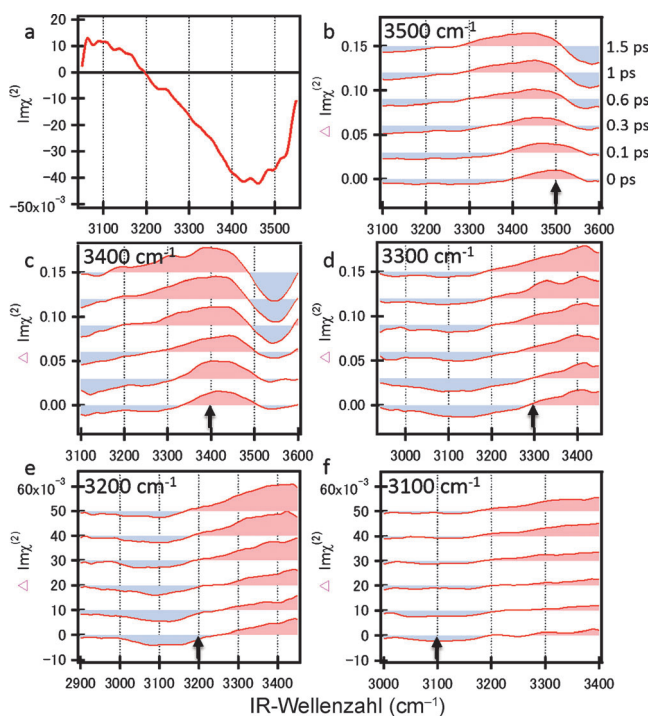 a
20
10
0
−10
−20
−30
−40
−50x10⁻³
Imχ⁽²⁾
3100 3200 3300 3400 3500
b 3500 cm⁻¹
0.15
0.10
0.05
0.00
△ Imχ⁽²⁾
1.5 ps
1 ps
0.6 ps
0.3 ps
0.1 ps
0 ps
3100 3200 3300 3400 3500 3600
c 3400 cm⁻¹
0.15
0.10
0.05
0.00
△ Imχ⁽²⁾
3100 3200 3300 3400 3500 3600
d 3300 cm⁻¹
0.15
0.10
0.05
0.00
△ Imχ⁽²⁾
3000 3100 3200 3300 3400
e 3200 cm⁻¹
60x10⁻³
50
40
30
20
10
0
−10
△ Imχ⁽²⁾
2900 3000 3100 3200 3300 3400
f 3100 cm⁻¹
60x10⁻³
50
40
30
20
10
0
−10
△ Imχ⁽²⁾
3000 3100 3200 3300 3400
IR-Wellenzahl (cm⁻¹)